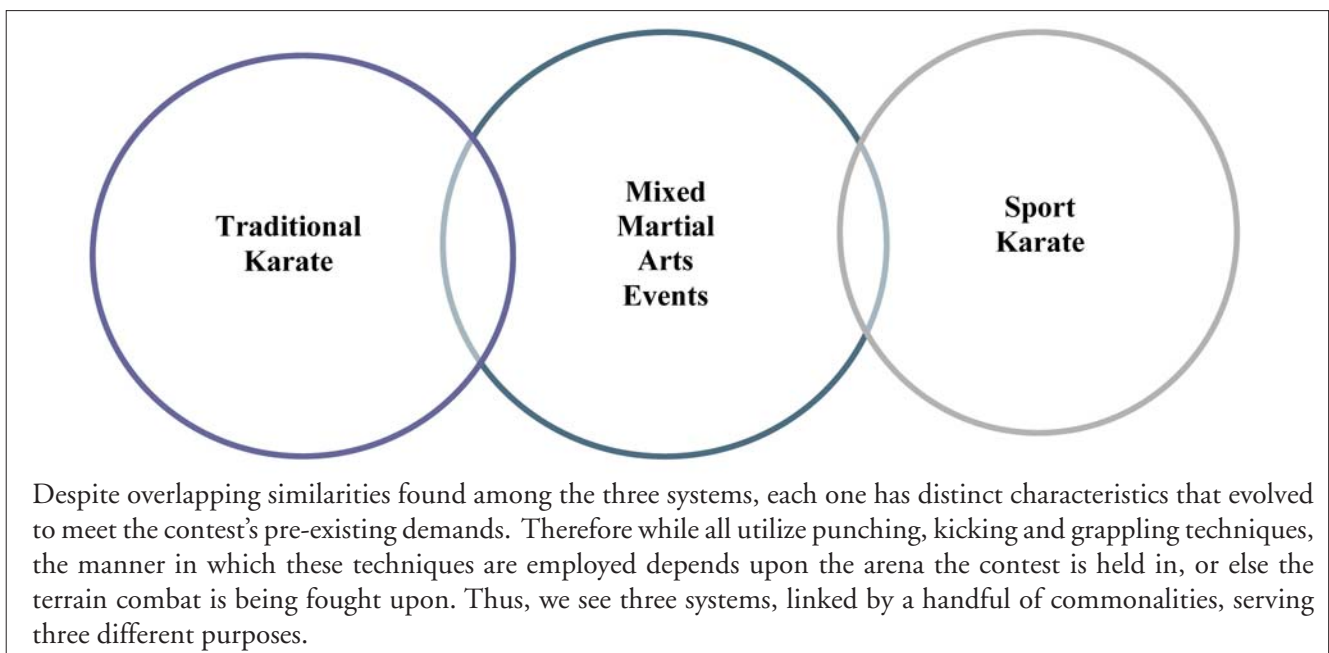 Traditional
Karate
Mixed
Martial
Arts
Events
Sport
Karate
Despite overlapping similarities found among the three systems, each one has distinct characteristics that evolved
to meet the contest’s pre-existing demands. Therefore while all utilize punching, kicking and grappling techniques,
the manner in which these techniques are employed depends upon the arena the contest is held in, or else the
terrain combat is being fought upon. Thus, we see three systems, linked by a handful of commonalities, serving
three different purposes.